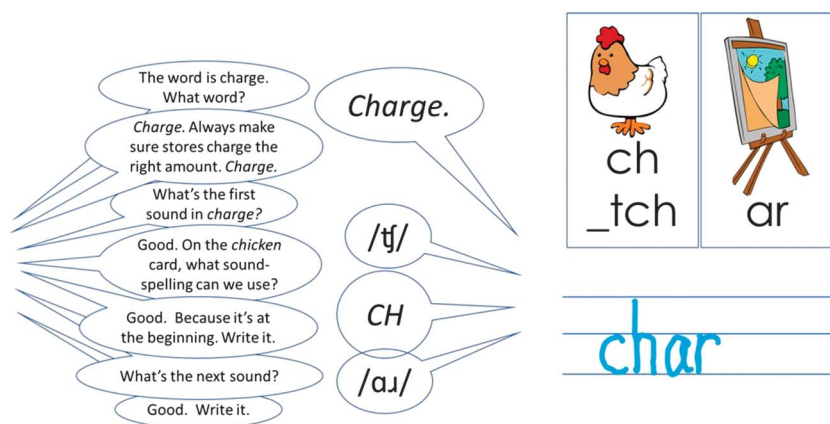 The word is charge.
What word?
Charge. Always make
sure stores charge the
right amount. Charge.
What's the first
sound in charge?
Good. On the chicken
card, what sound-
spelling can we use?
Good. Because it's at
the beginning. Write it.
What's the next sound?
Good. Write it.
Charge.
/ʧ/
CH
/ɑɹ/
ch
_tch
ar
char